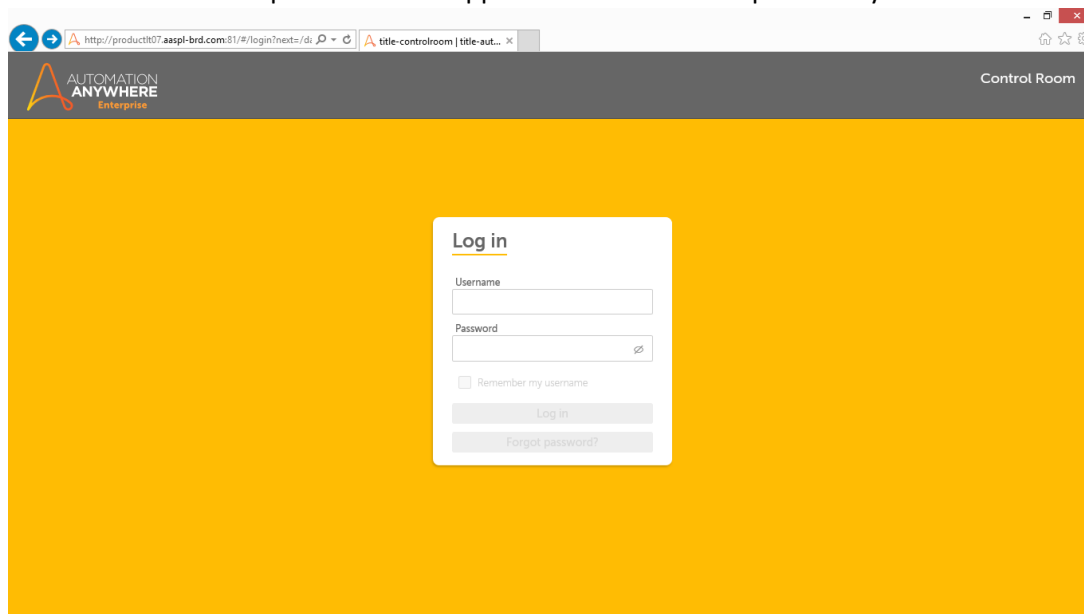 http://productlt07.aaspl-brd.com:81/#/login?next=/da
title-controlroom | title-aut...
AUTOMATION
ANYWHERE
Enterprise
Control Room
Log in
Username
Password
Remember my username
Log in
Forgot password?